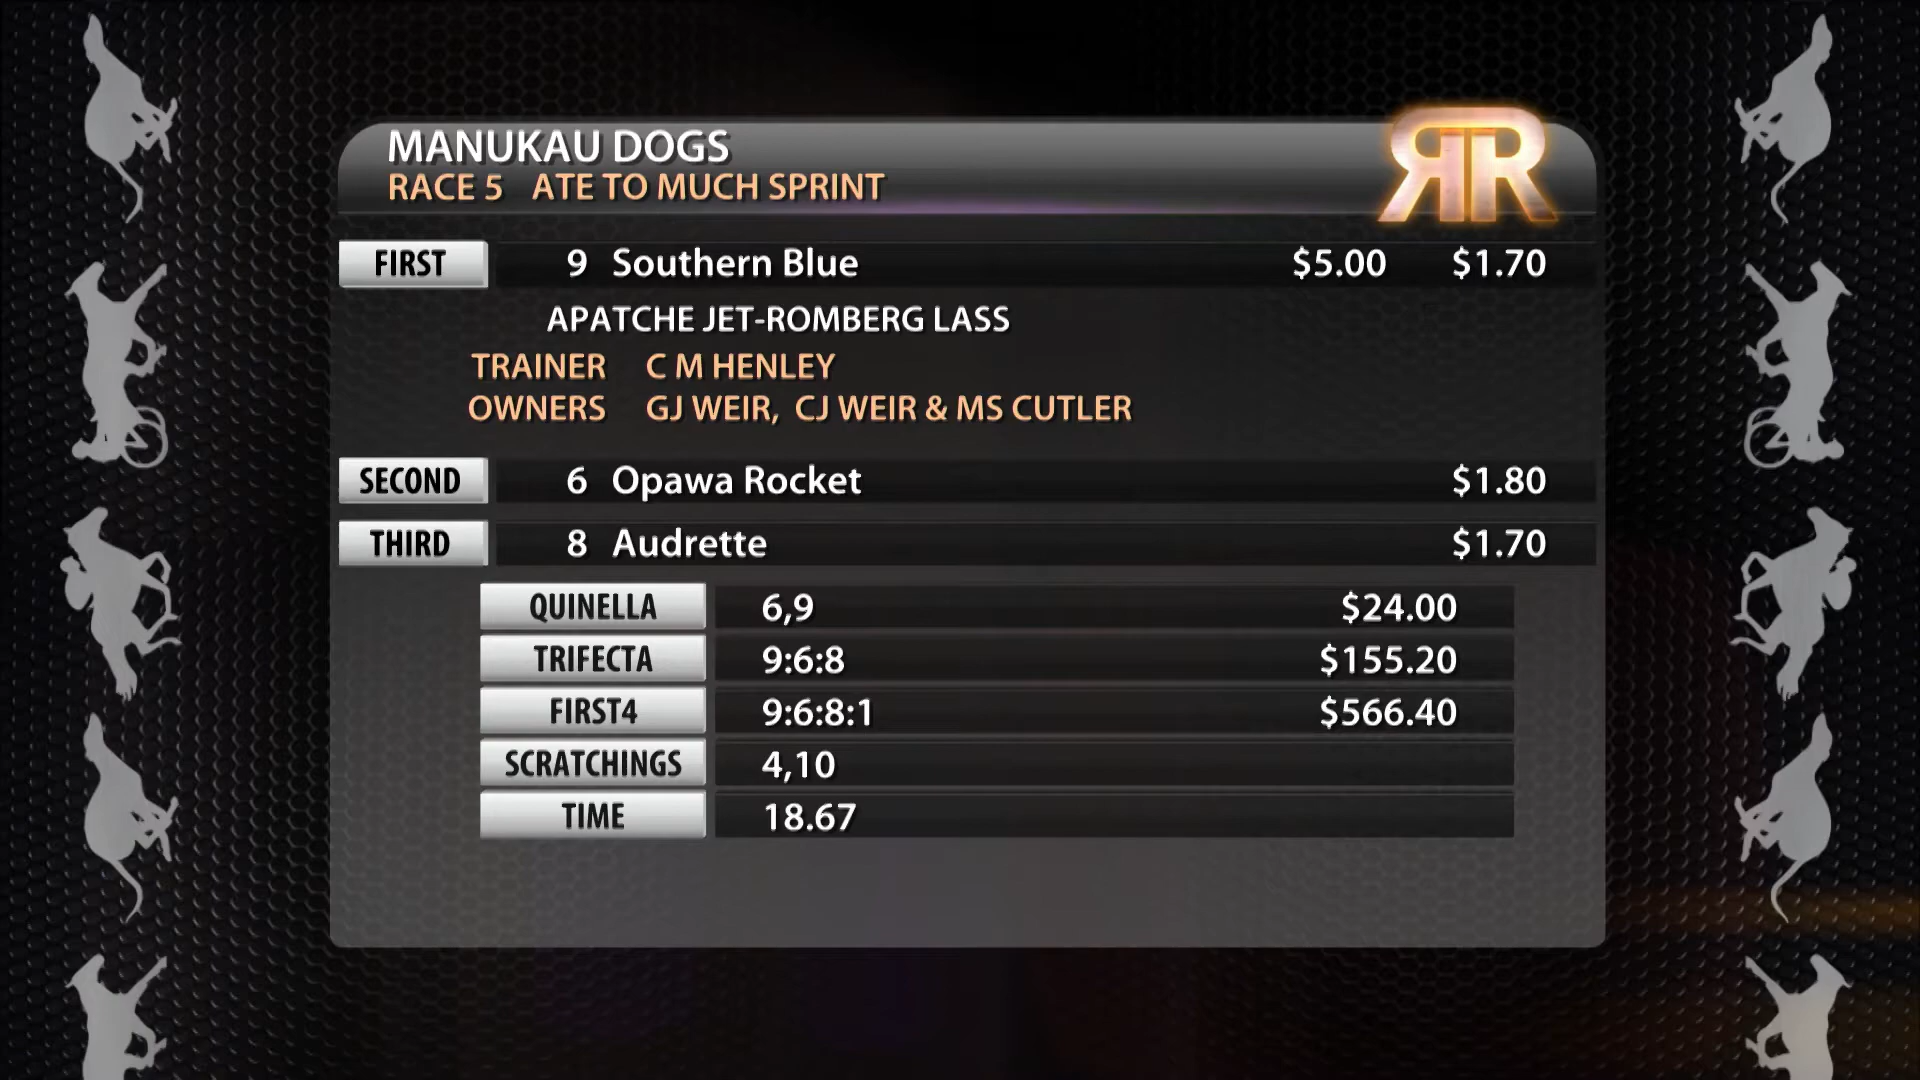 MANUKAU DOGS
RACE 5 ATE TO MUCH SPRINT
RR
FIRST 9 Southern Blue $5.00 $1.70
APATCHE JET-ROMBERG LASS
TRAINER C M HENLEY
OWNERS GJ WEIR, CJ WEIR & MS CUTLER
SECOND 6 Opawa Rocket $1.80
THIRD 8 Audrette $1.70
QUINELLA 6,9 $24.00
TRIFECTA 9:6:8 $155.20
FIRST4 9:6:8:1 $566.40
SCRATCHINGS 4,10
TIME 18.67